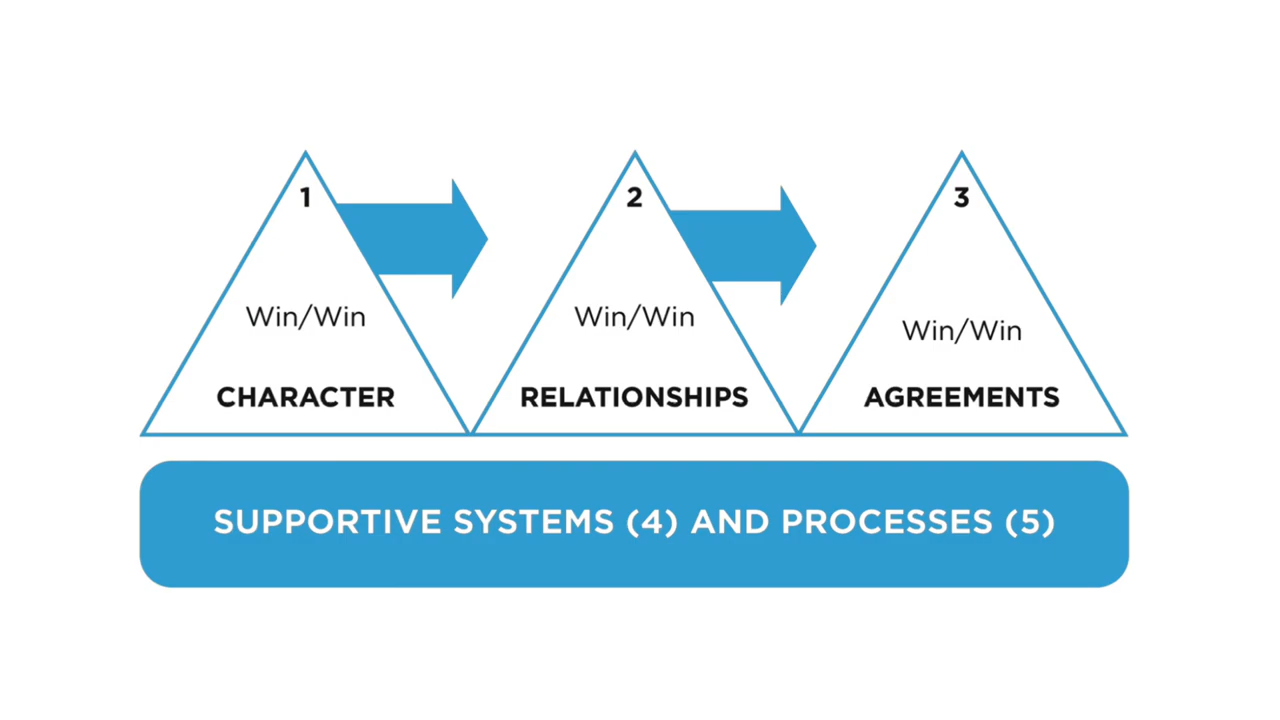 1
Win/Win
CHARACTER
2
Win/Win
RELATIONSHIPS
3
Win/Win
AGREEMENTS
SUPPORTIVE SYSTEMS (4) AND PROCESSES (5)